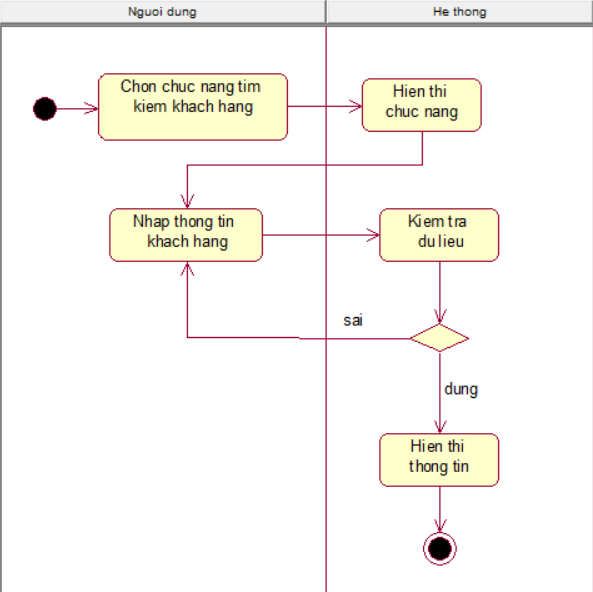 Nguoi dung
He thong
Chon chuc nang tim
kiem khach hang
Hien thi
chuc nang
Nhap thong tin
khach hang
Kiem tra
du lieu
sai
dung
Hien thi
thong tin